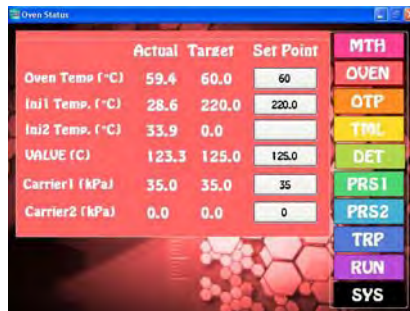 Oven Status
Actual Target Set Point
Oven Temp (°C) 59.4 60.0 60
Inj1 Temp. (°C) 28.6 220.0 220.0
Inj2 Temp. (°C) 33.9 0.0
VALUE (C) 123.3 125.0 125.0
Carrier1 (kPa) 35.0 35.0 35
Carrier2 (kPa) 0.0 0.0 0
MTH
OVEN
OTP
TML
DET
PRS1
PRS2
TRP
RUN
SYS